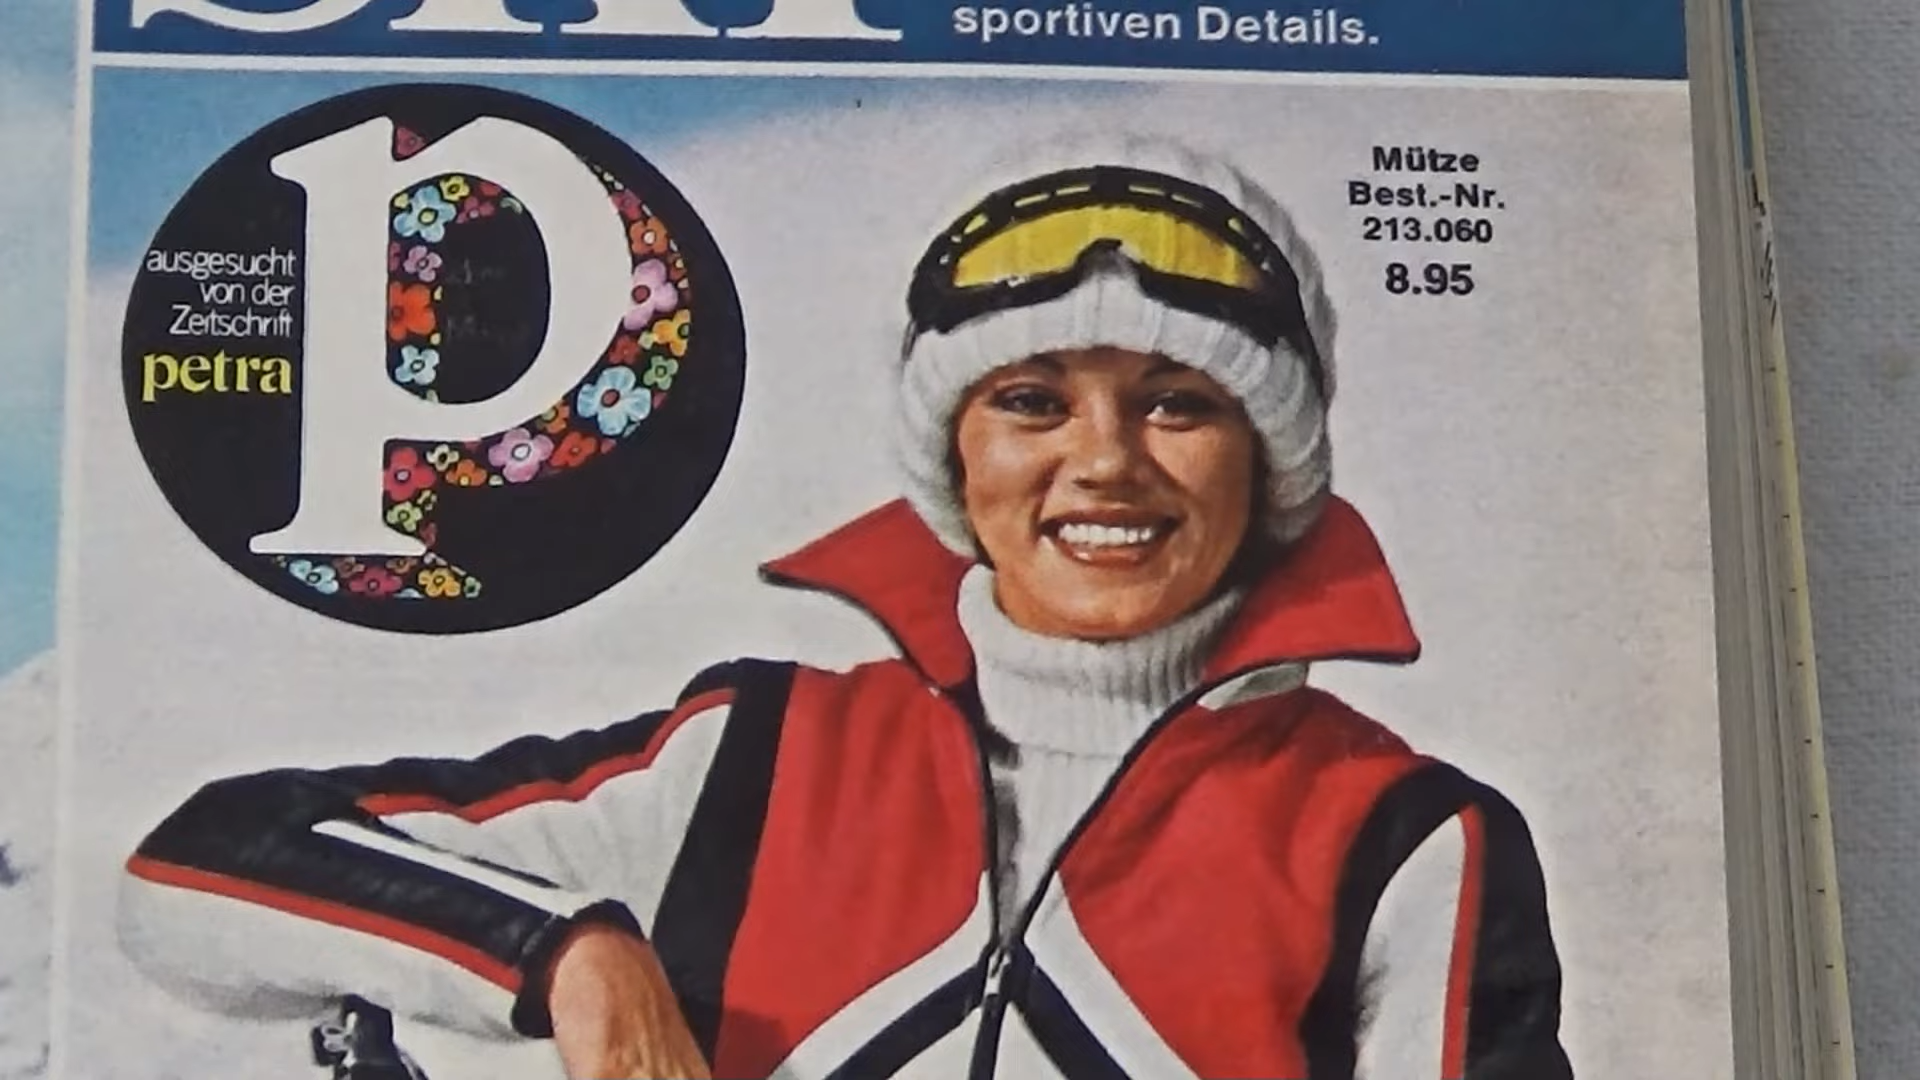 sportiven Details.
ausgesucht
von der
Zeitschrift
petra
p
Mütze
Best.-Nr.
213.060
8.95